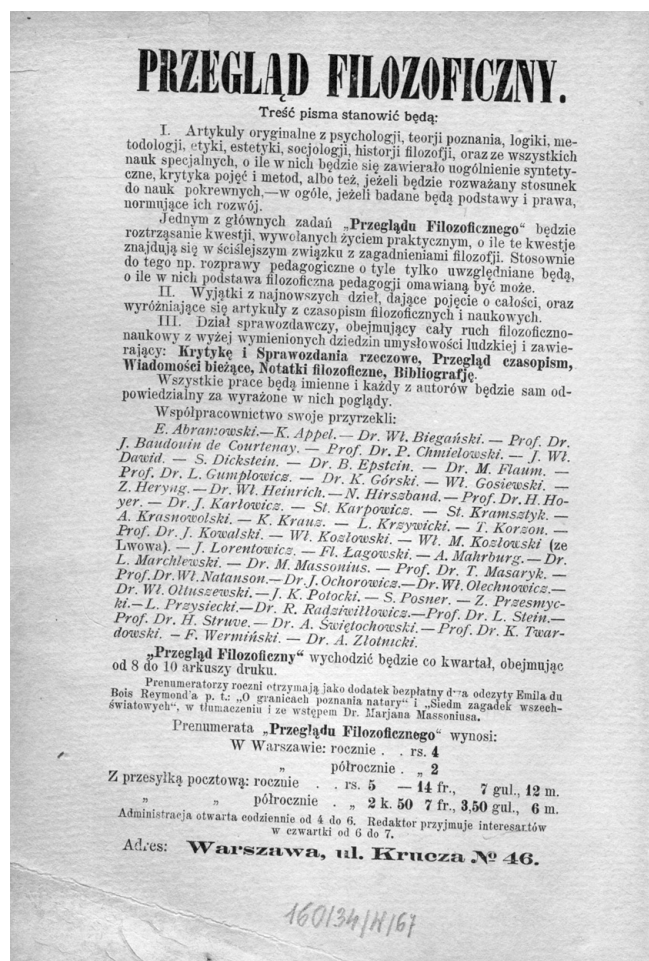 PRZEGLĄD FILOZOFICZNY.
Treść pisma stanowić będą:
I. Artykuły oryginalne z psychologji, teorji poznania, logiki, me-
todologji, etyki, estetyki, socjologji, historji filozofji, oraz ze wszystkich
nauk specjalnych, o ile w nich będzie się zawierało uogólnienie syntety-
czne, krytyka pojęć i metod, albo też, jeżeli będzie rozważany stosunek
do nauk pokrewnych,—w ogóle, jeżeli badane będą podstawy i prawa,
normujące ich rozwój.
Jednym z głównych zadań „Przeglądu Filozoficznego“ będzie
roztrząsanie kwestji, wywołanych życiem praktycznym, o ile te kwestje
znajdują się w ściślejszym związku z zagadnieniami filozofji. Stosownie
do tego np. rozprawy pedagogiczne o tyle tylko uwzględniane będą,
o ile w nich podstawa filozoficzna pedagogji omawianą być może.
II. Wyjątki z najnowszych dzieł, dające pojęcie o całości, oraz
wyróżniające się artykuły z czasopism filozoficznych i naukowych.
III. Dział sprawozdawczy, obejmujący cały ruch filozoficzno-
naukowy z wyżej wymienionych dziedzin umysłowości ludzkiej i zawie-
rający: Krytykę i Sprawozdania rzeczowe, Przegląd czasopism,
Wiadomości bieżące, Notatki filozoficzne, Bibliografję.
Wszystkie prace będą imienne i każdy z autorów będzie sam od-
powiedzialny za wyrażone w nich poglądy.
Współpracownictwo swoje przyrzekli:
E. Abramowski.—K. Appel.— Dr. Wł. Biegański. — Prof. Dr.
J. Baudouin de Courtenay. — Prof. Dr. P. Chmielowski. — J. Wł.
Dawid. — S. Dickstein. — Dr. B. Epstein. — Dr. M. Flaum. —
Prof. Dr. L. Gumplowicz. — Dr. K. Górski. — Wł. Gosiewski. —
Z. Heryng.—Dr. Wł. Heinrich.—N. Hirszband.—Prof. Dr. H. Ho-
yer. — Dr. J. Karłowicz. — St. Karpowicz. — St. Kramsztyk. —
A. Krasnowolski. — K. Krauz. — L. Krzywicki. — T. Korzon. —
Prof. Dr. J. Kowalski. — Wł. Kozłowski. — Wł. M. Kozłowski (ze
Lwowa). — J. Lorentowicz. — Fl. Łagowski. — A. Mahrburg. — Dr.
L. Marchlewski. — Dr. M. Massonius. — Prof. Dr. T. Masaryk. —
Prof. Dr. Wł. Natanson.—Dr. J. Ochorowicz.—Dr. Wł. Olechnowicz.—
Dr. Wł. Ołtuszewski.—J. K. Potocki. — S. Posner. — Z. Przesmyc-
ki.—L. Przysiecki.—Dr. R. Radziwiłłowicz.—Prof. Dr. L. Stein.—
Prof. Dr. H. Struve. — Dr. A. Świętochowski. — Prof. Dr. K. Twar-
dowski. — F. Wermiński. — Dr. A. Złotnicki.
„Przegląd Filozoficzny“ wychodzić będzie co kwartał, obejmując
od 8 do 10 arkuszy druku.
Prenumeratorzy roczni otrzymają jako dodatek bezpłatny dwa odczyty Emila du
Bois Reymond'a p. t.: „O granicach poznania natury“ i „Siedm zagadek wszech-
światowych“, w tłumaczeniu i ze wstępem Dr. Marjana Massoniusa.
Prenumerata „Przeglądu Filozoficznego“ wynosi:
W Warszawie: rocznie . . rs. 4
„ półrocznie . „ 2
Z przesyłką pocztową: rocznie . . rs. 5 — 14 fr., 7 gul., 12 m.
„ „ półrocznie . „ 2 k. 50 7 fr., 3,50 gul., 6 m.
Administracja otwarta codziennie od 4 do 6. Redaktor przyjmuje interesantów
w czwartki od 6 do 7.
Adres: Warszawa, ul. Krucza № 46.
160/34/H/67